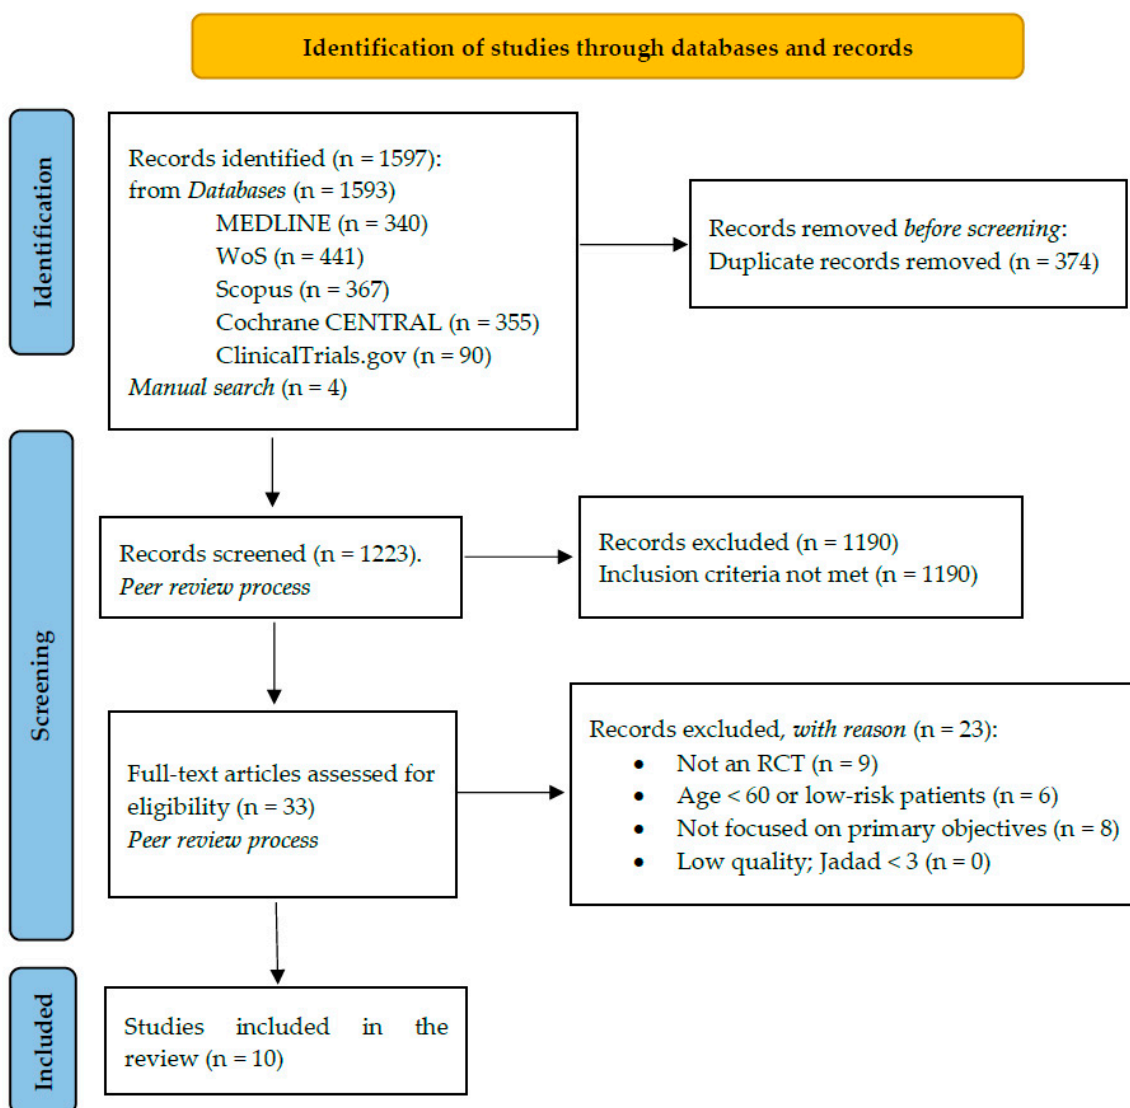 Identification of studies through databases and records
Identification
Records identified (n = 1597):
from Databases (n = 1593)
MEDLINE (n = 340)
WoS (n = 441)
Scopus (n = 367)
Cochrane CENTRAL (n = 355)
ClinicalTrials.gov (n = 90)
Manual search (n = 4)
Records removed before screening:
Duplicate records removed (n = 374)
Screening
Records screened (n = 1223).
Peer review process
Records excluded (n = 1190)
Inclusion criteria not met (n = 1190)
Full-text articles assessed for
eligibility (n = 33)
Peer review process
Records excluded, with reason (n = 23):
• Not an RCT (n = 9)
• Age < 60 or low-risk patients (n = 6)
• Not focused on primary objectives (n = 8)
• Low quality; Jadad < 3 (n = 0)
Included
Studies included in the
review (n = 10)